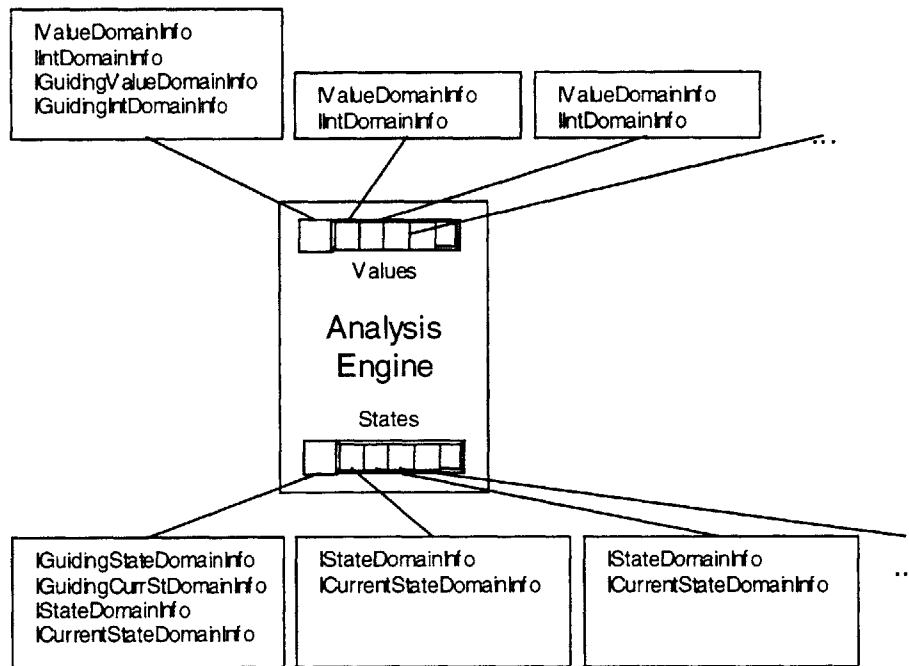 IValueDomainInfo
IIntDomainInfo
IGuidingValueDomainInfo
IGuidingIntDomainInfo
IValueDomainInfo
IIntDomainInfo
IValueDomainInfo
IIntDomainInfo
...
Values
Analysis
Engine
States
IGuidingStateDomainInfo
IGuidingCurrStDomainInfo
IStateDomainInfo
ICurrentStateDomainInfo
IStateDomainInfo
ICurrentStateDomainInfo
IStateDomainInfo
ICurrentStateDomainInfo
..